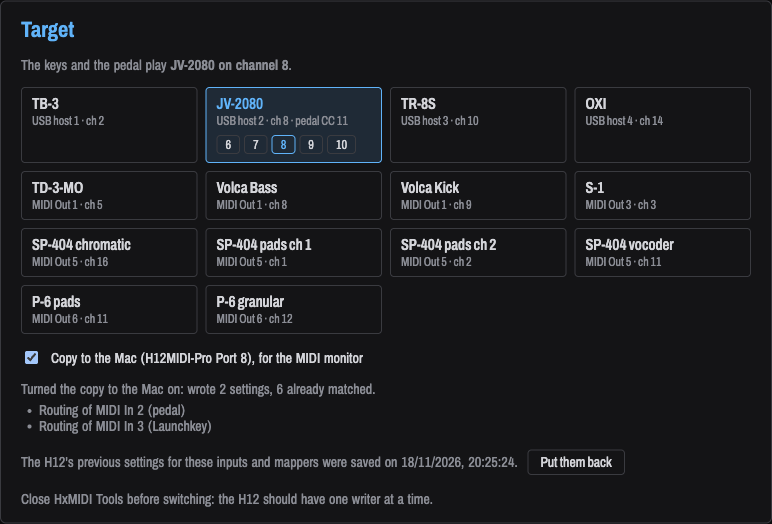 Target
The keys and the pedal play JV-2080 on channel 8.
TB-3
USB host 1 · ch 2
JV-2080
USB host 2 · ch 8 · pedal CC 11
6 7 8 9 10
TR-8S
USB host 3 · ch 10
OXI
USB host 4 · ch 14
TD-3-MO
MIDI Out 1 · ch 5
Volca Bass
MIDI Out 1 · ch 8
Volca Kick
MIDI Out 1 · ch 9
S-1
MIDI Out 3 · ch 3
SP-404 chromatic
MIDI Out 5 · ch 16
SP-404 pads ch 1
MIDI Out 5 · ch 1
SP-404 pads ch 2
MIDI Out 5 · ch 2
SP-404 vocoder
MIDI Out 5 · ch 11
P-6 pads
MIDI Out 6 · ch 11
P-6 granular
MIDI Out 6 · ch 12
Copy to the Mac (H12MIDI-Pro Port 8), for the MIDI monitor
Turned the copy to the Mac on: wrote 2 settings, 6 already matched.
• Routing of MIDI In 2 (pedal)
• Routing of MIDI In 3 (Launchkey)
The H12's previous settings for these inputs and mappers were saved on 18/11/2026, 20:25:24. Put them back
Close HxMIDI Tools before switching: the H12 should have one writer at a time.